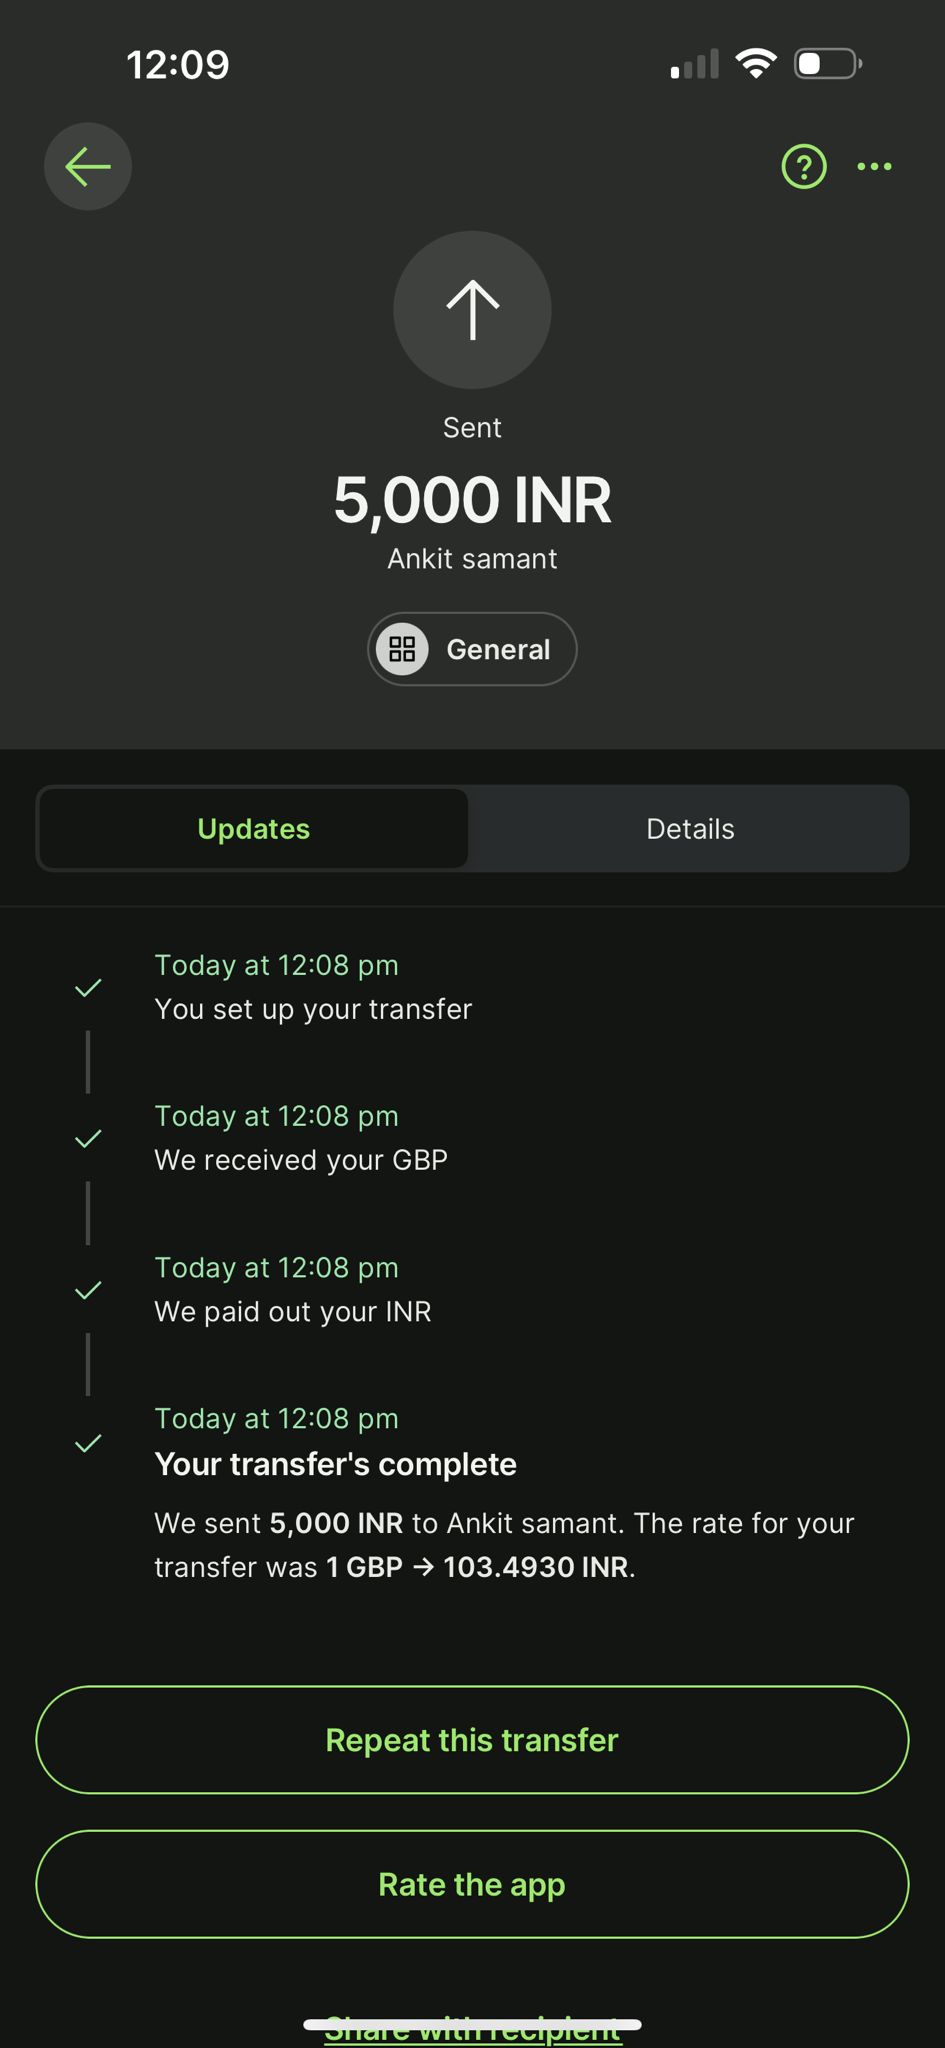 12:09
Sent
5,000 INR
Ankit samant
General
Updates
Details
Today at 12:08 pm
You set up your transfer
Today at 12:08 pm
We received your GBP
Today at 12:08 pm
We paid out your INR
Today at 12:08 pm
Your transfer's complete
We sent 5,000 INR to Ankit samant. The rate for your
transfer was 1 GBP → 103.4930 INR.
Repeat this transfer
Rate the app
Share with recipient